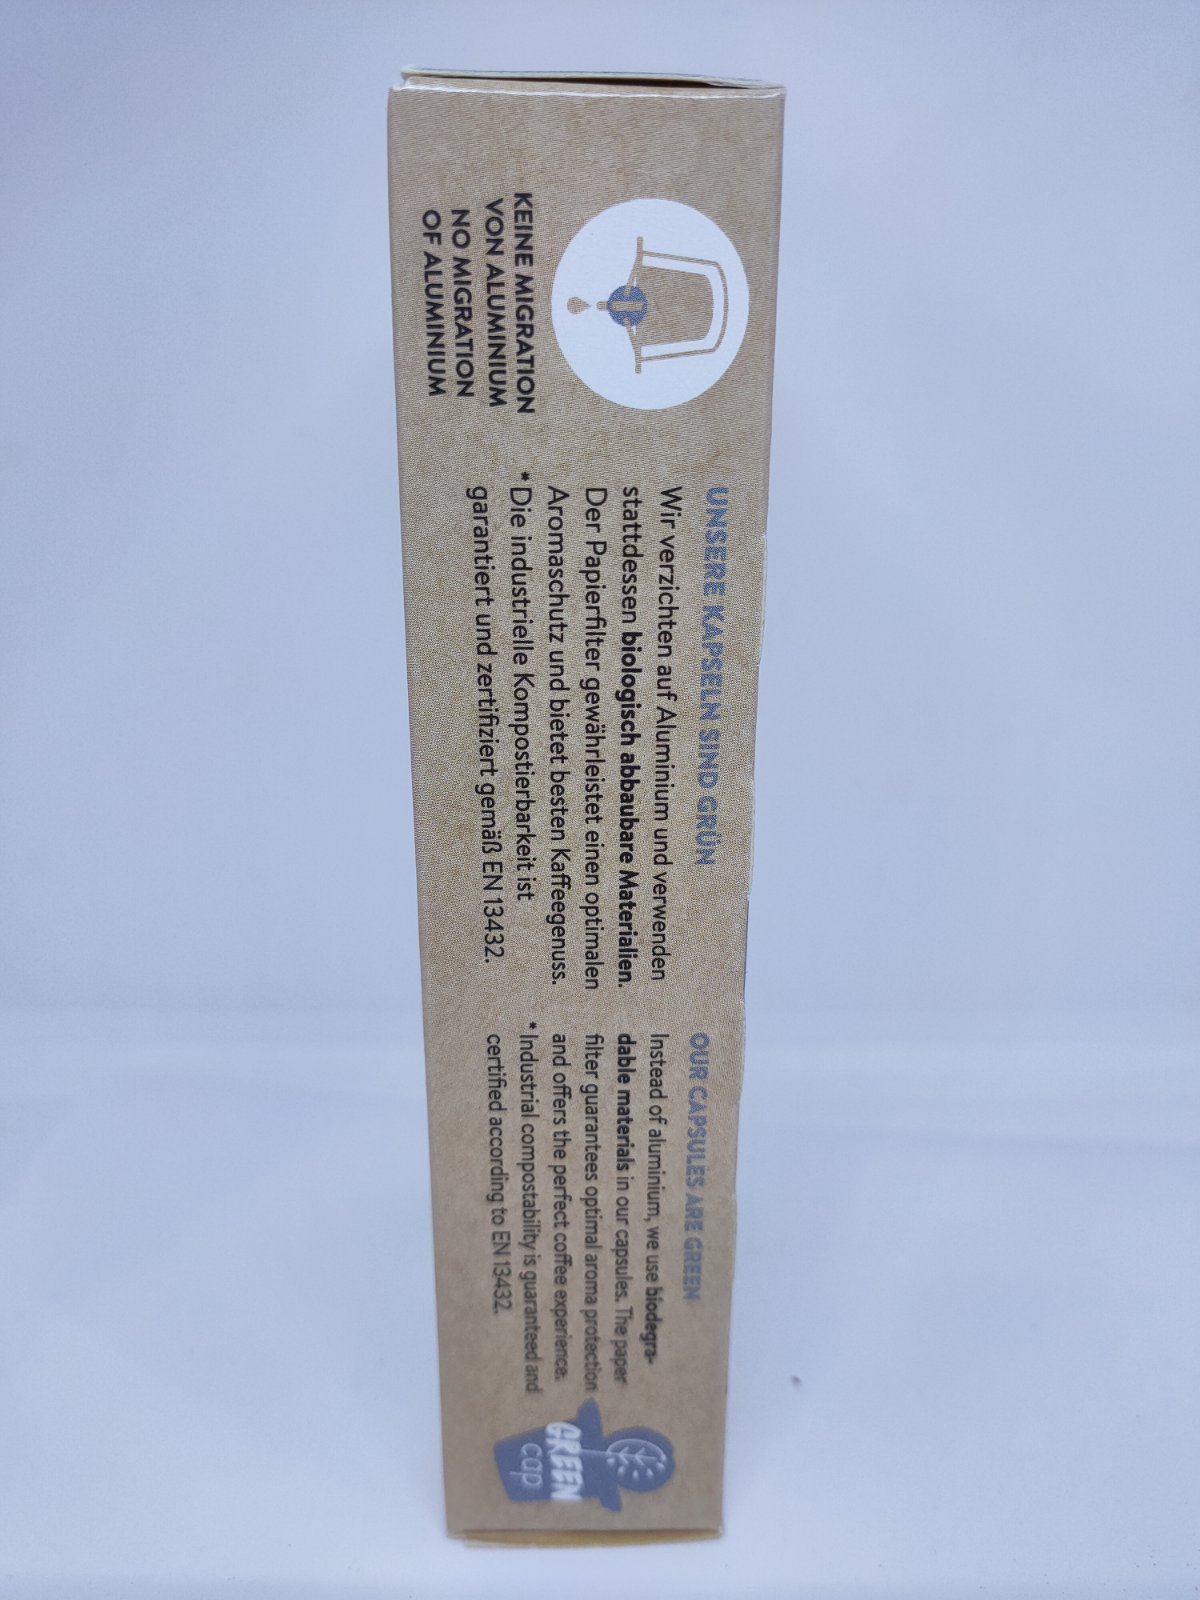 KEINE MIGRATION
VON ALUMINIUM
NO MIGRATION
OF ALUMINIUM
UNSERE KAPSELN SIND GRÜN
Wir verzichten auf Aluminium und verwenden
stattdessen biologisch abbaubare Materialien.
Der Papierfilter gewährleistet einen optimalen
Aromaschutz und bietet besten Kaffeegenuss.
* Die industrielle Kompostierbarkeit ist
garantiert und zertifiziert gemäß EN 13432.
OUR CAPSULES ARE GREEN
Instead of aluminium, we use biodegra-
dable materials in our capsules. The paper
filter guarantees optimal aroma protection
and offers the perfect coffee experience.
* Industrial compostability is guaranteed and
certified according to EN 13432.
GREEN
cap